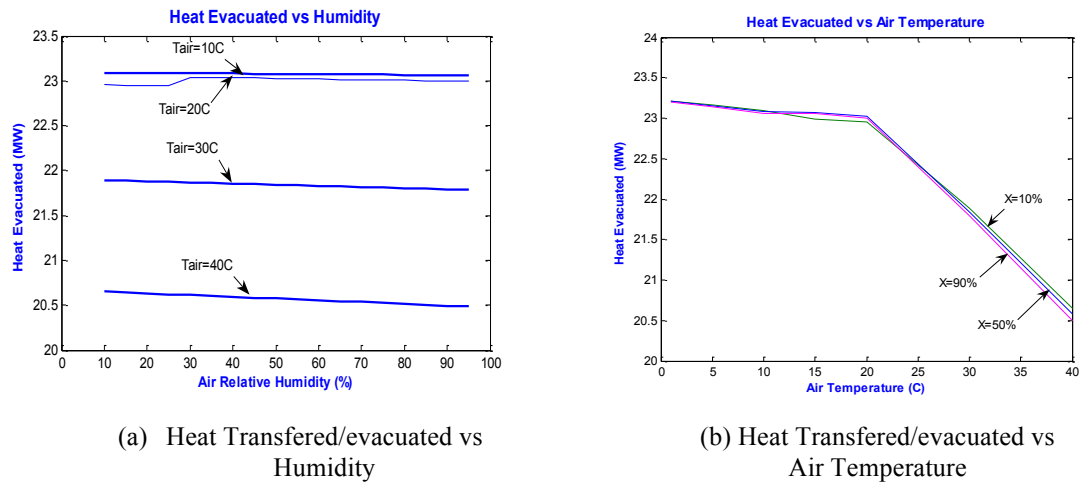 Heat Evacuated vs Humidity
23.5
23
22.5
22
21.5
21
20.5
20
Heat Evacuated (MW)
Tair=10C
Tair=20C
Tair=30C
Tair=40C
0 10 20 30 40 50 60 70 80 90 100
Air Relative Humidity (%)
(a) Heat Transfered/evacuated vs
Humidity
Heat Evacuated vs Air Temperature
24
23.5
23
22.5
22
21.5
21
20.5
20
Heat Evacuated (MW)
X=10%
X=90%
X=50%
0 5 10 15 20 25 30 35 40
Air Temperature (C)
(b) Heat Transfered/evacuated vs
Air Temperature